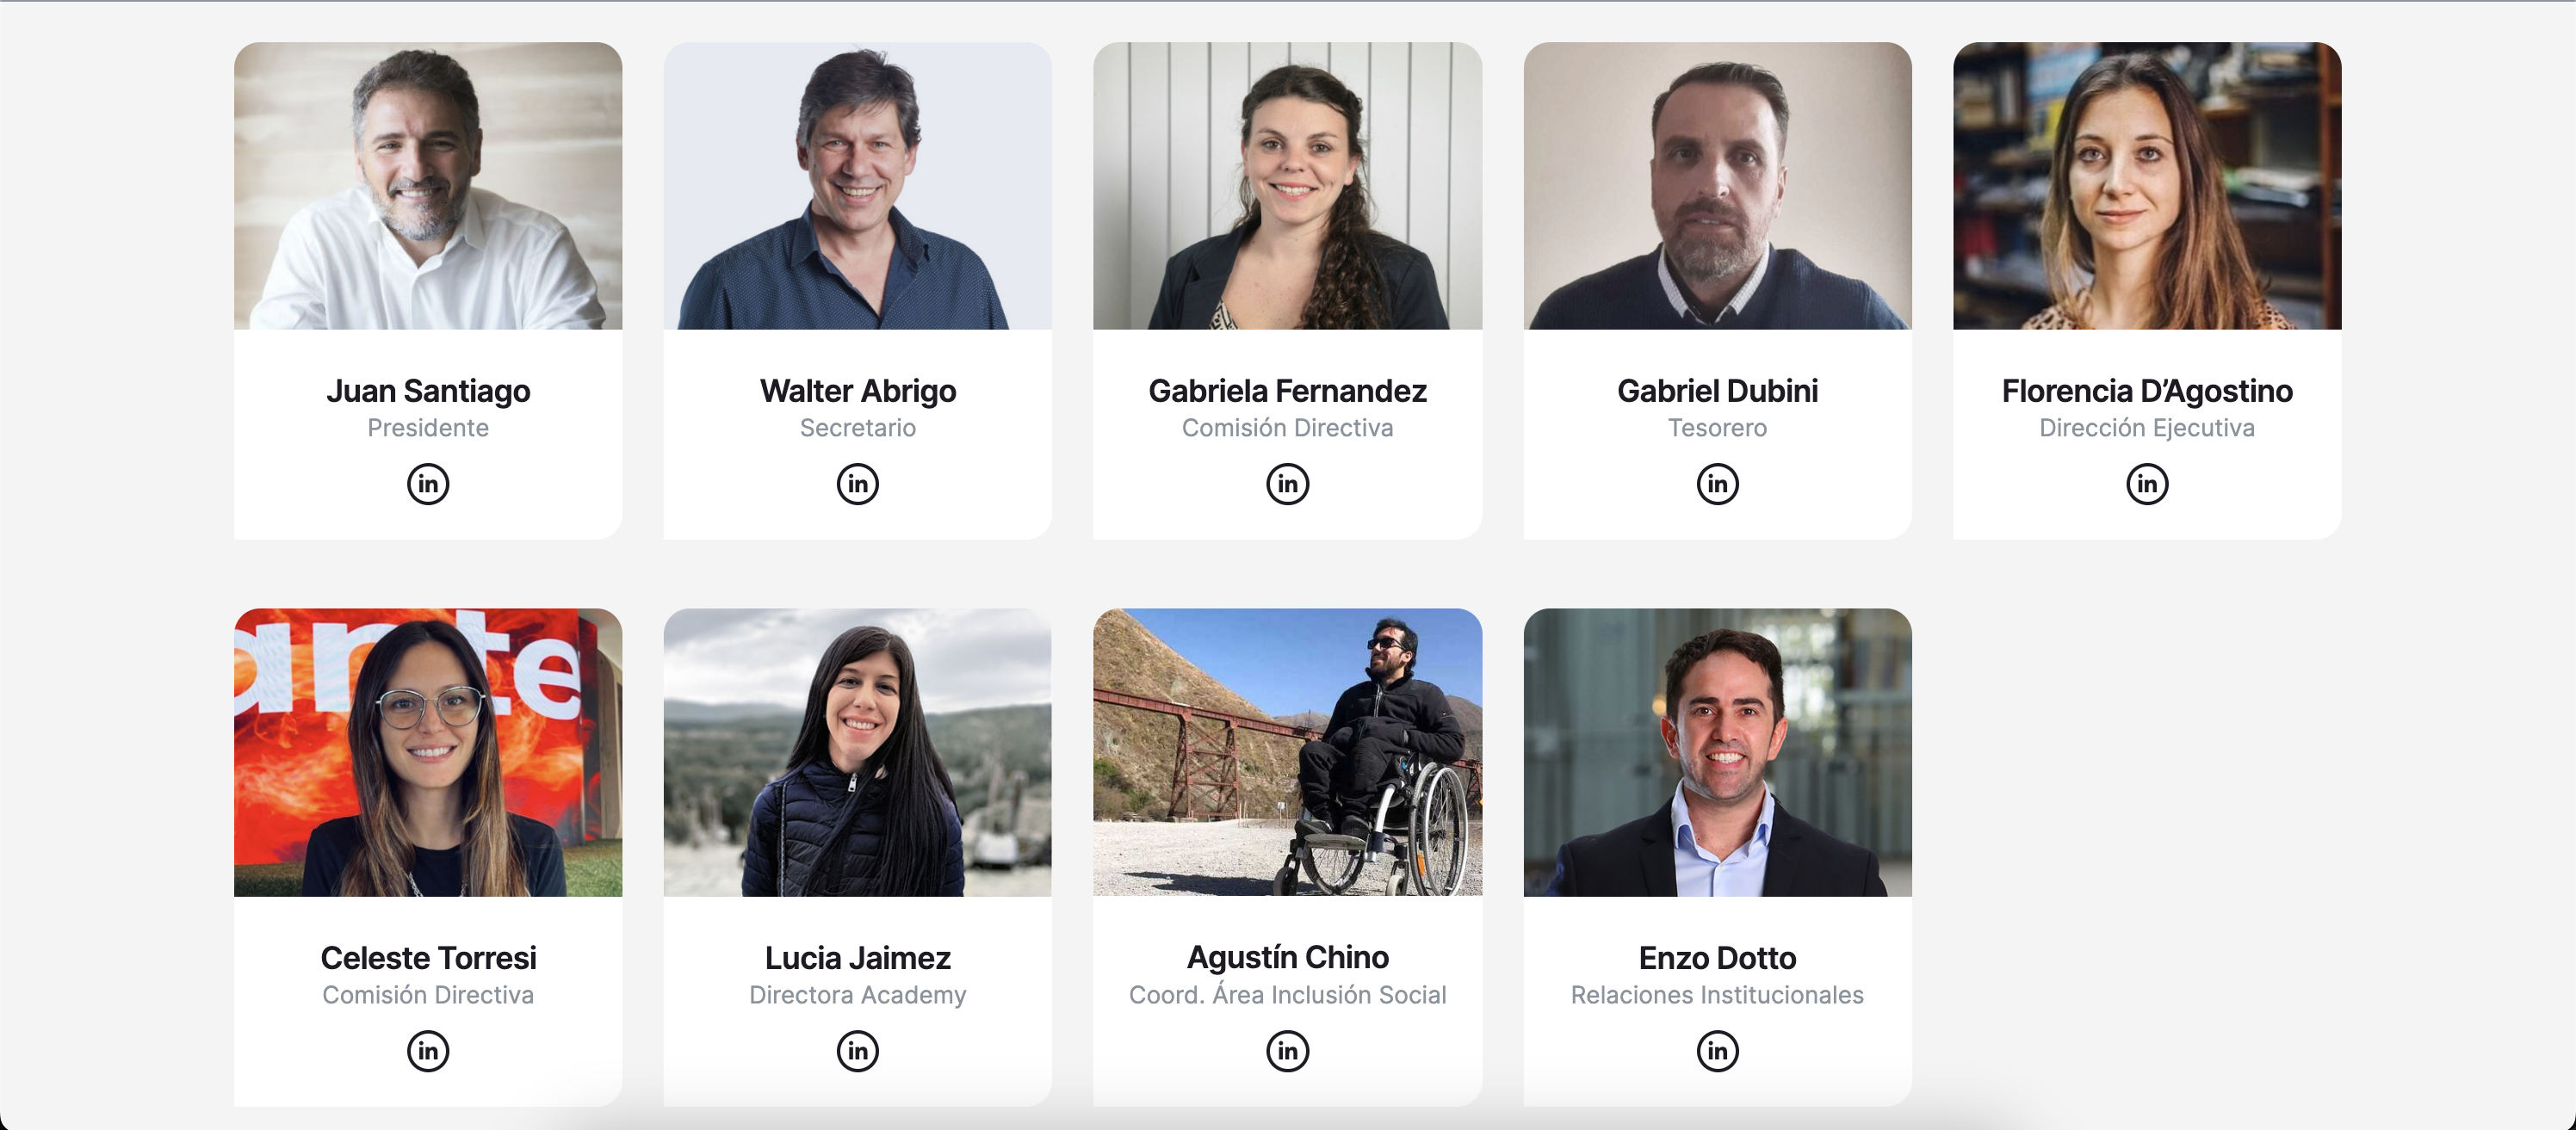 Juan Santiago
Presidente
in
Walter Abrigo
Secretario
in
Gabriela Fernandez
Comisión Directiva
in
Gabriel Dubini
Tesorero
in
Florencia D’Agostino
Dirección Ejecutiva
in
ante
Celeste Torresi
Comisión Directiva
in
Lucia Jaimez
Directora Academy
in
Agustín Chino
Coord. Área Inclusión Social
in
Enzo Dotto
Relaciones Institucionales
in